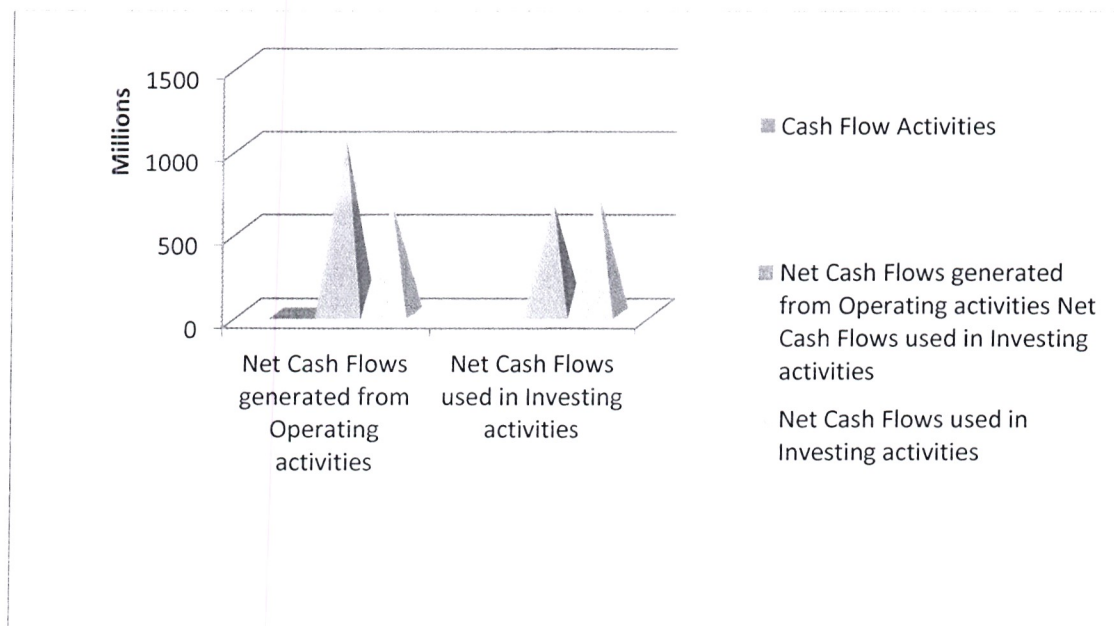 Millions
1500
1000
500
0
Net Cash Flows
generated from
Operating
activities
Net Cash Flows
used in Investing
activities
Cash Flow Activities
Net Cash Flows generated
from Operating activities Net
Cash Flows used in Investing
activities
Net Cash Flows used in
Investing activities